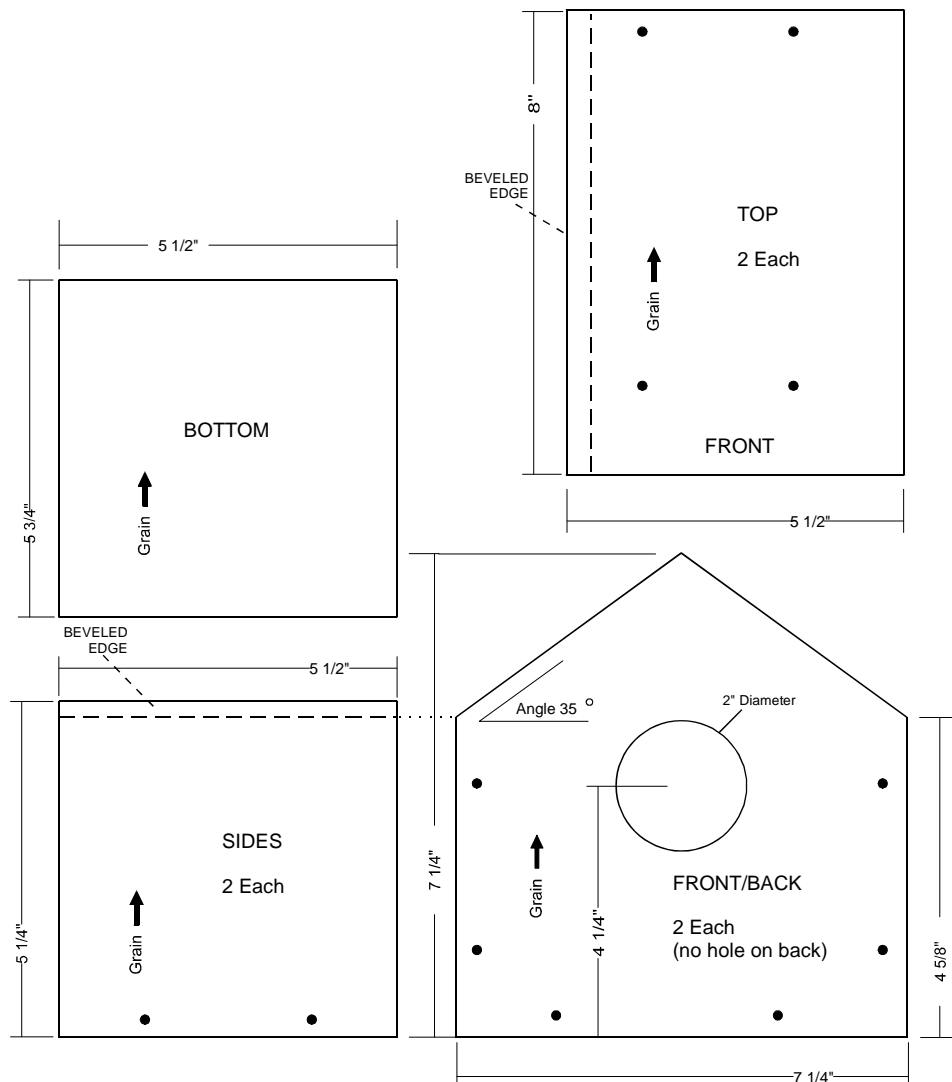 8"
BEVELED
EDGE
TOP
2 Each
Grain
FRONT
5 1/2"
5 1/2"
BOTTOM
5 3/4"
Grain
BEVELED
EDGE
5 1/2"
SIDES
2 Each
5 1/4"
Grain
Angle 35 °
2" Diameter
7 1/4"
Grain
4 1/4"
FRONT/BACK
2 Each
(no hole on back)
4 5/8"
7 1/4"